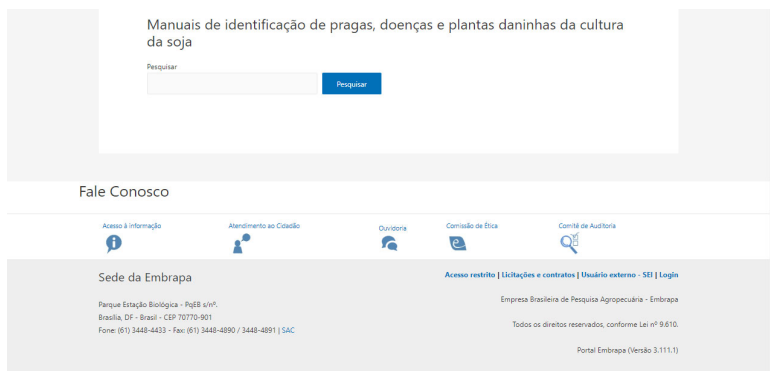 Manuais de identificação de pragas, doenças e plantas daninhas da cultura
da soja
Pesquisar
Pesquisar
Fale Conosco
Acesso à informação
Atendimento ao Cidadão
Ouvidoria
Comissão de Ética
Comitê de Auditoria
Sede da Embrapa
Acesso restrito | Licitações e contratos | Usuário externo - SEI | Login
Parque Estação Biológica - PqEB s/nº.
Brasília, DF - Brasil - CEP 70770-901
Fone: (61) 3448-4433 - Fax: (61) 3448-4890 / 3448-4891 | SAC
Empresa Brasileira de Pesquisa Agropecuária - Embrapa
Todos os direitos reservados, conforme Lei nº 9.610.
Portal Embrapa (Versão 3.111.1)